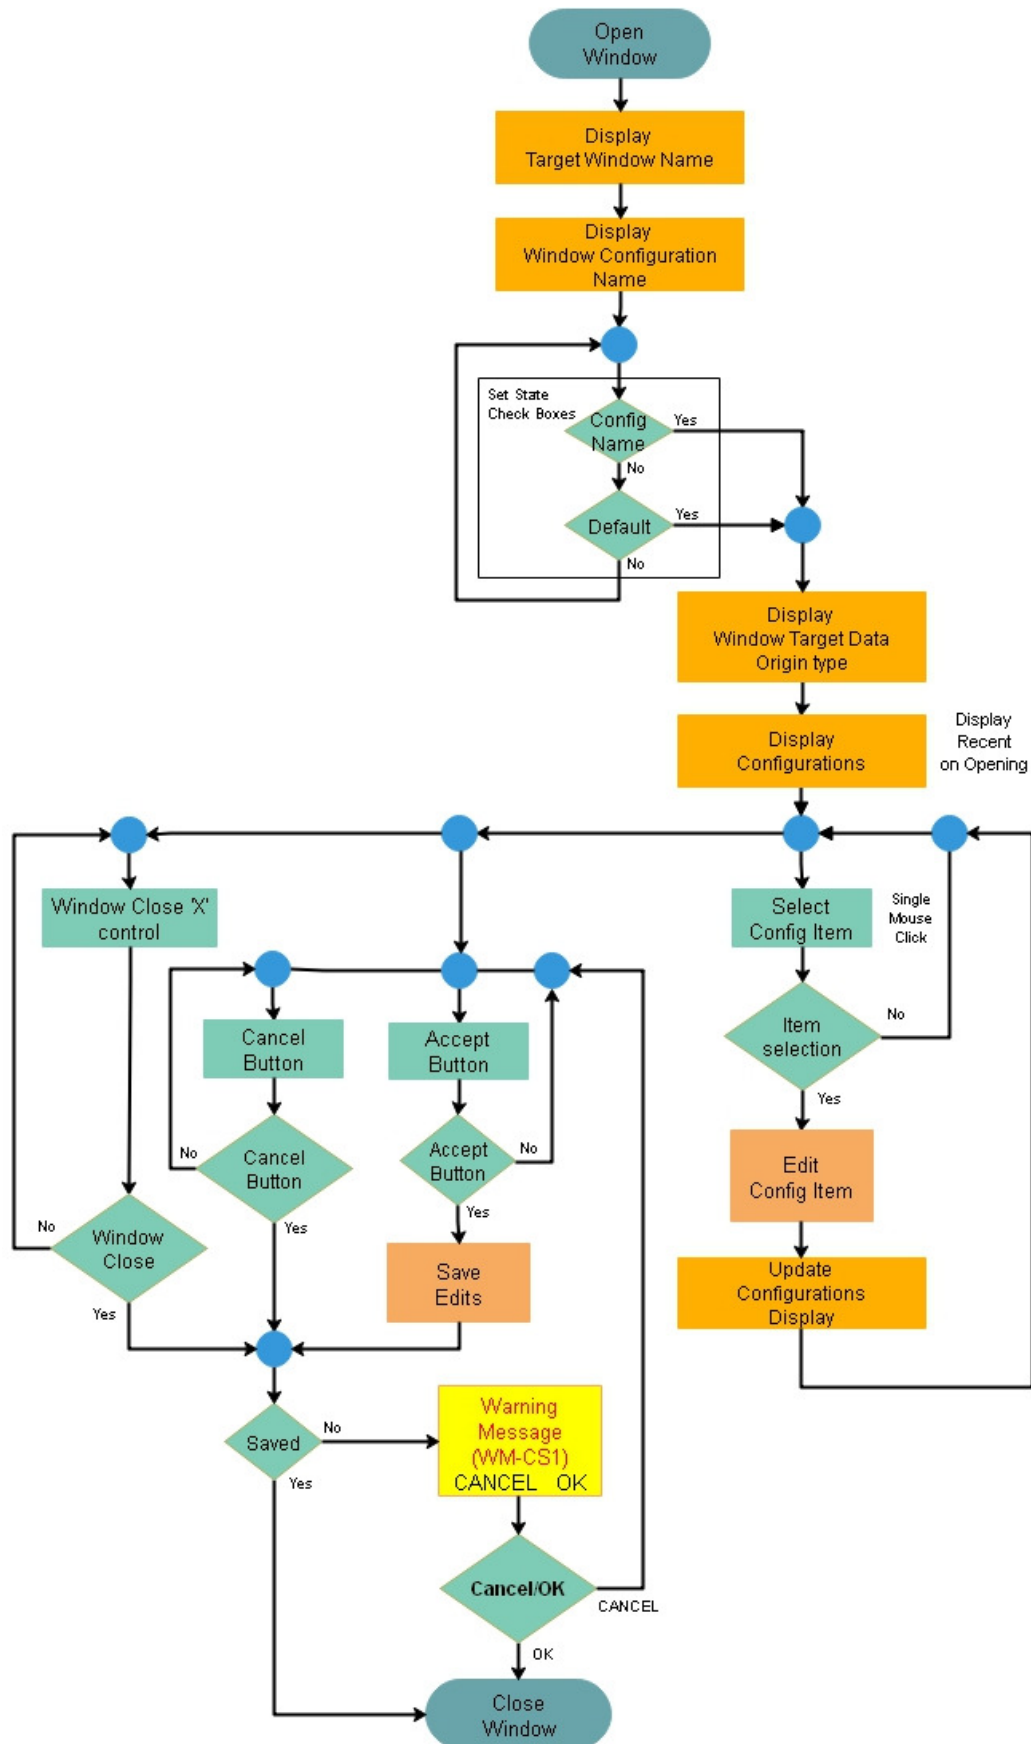 Open
Window
Display
Target Window Name
Display
Window Configuration
Name
Set State
Check Boxes
Config
Name
Yes
No
Default
Yes
No
Display
Window Target Data
Origin type
Display
Configurations
Display
Recent
on Opening
Window Close 'X'
control
Select
Config Item
Single
Mouse
Click
Cancel
Button
Accept
Button
Item
selection
No
Yes
Cancel
Button
No
Yes
Accept
Button
No
Yes
Edit
Config Item
Window
Close
No
Yes
Save
Edits
Update
Configurations
Display
Saved
No
Yes
Warning
Message
(WM-CS1)
CANCEL OK
Cancel/OK
CANCEL
OK
Close
Window